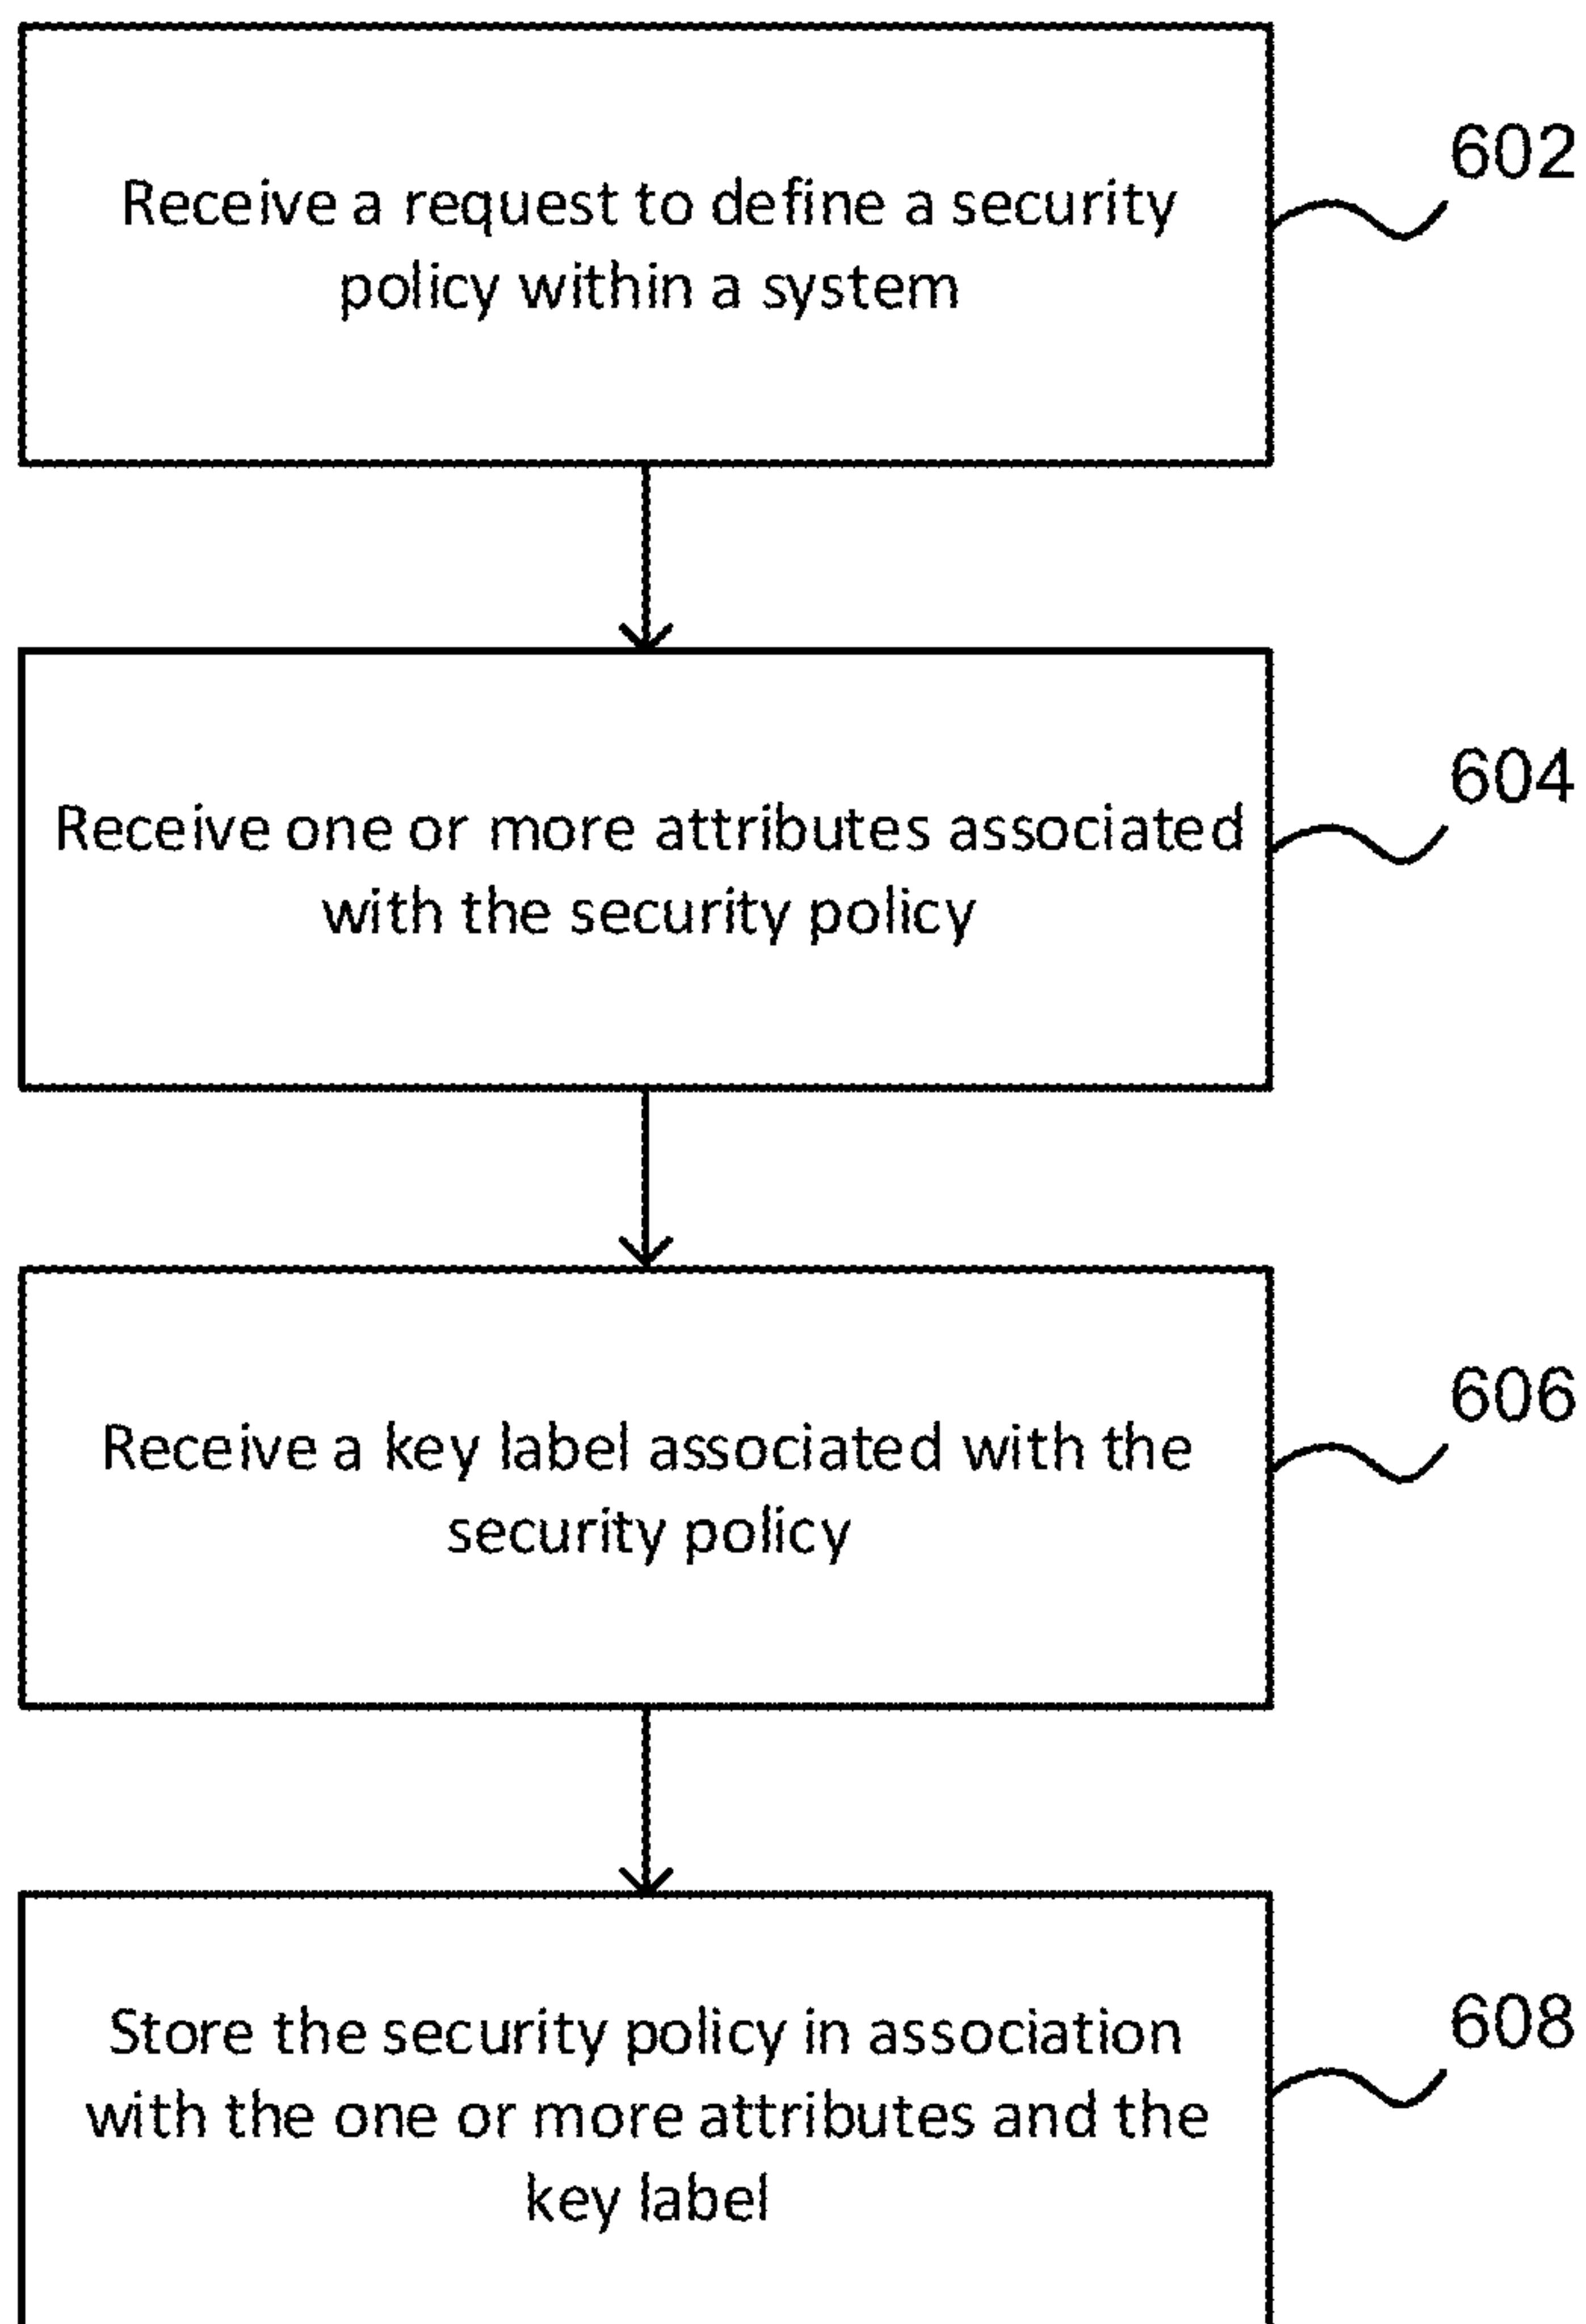 602
Receive a request to define a security
policy within a system
604
Receive one or more attributes associated
with the security policy
606
Receive a key label associated with the
security policy
608
Store the security policy in association
with the one or more attributes and the
key label